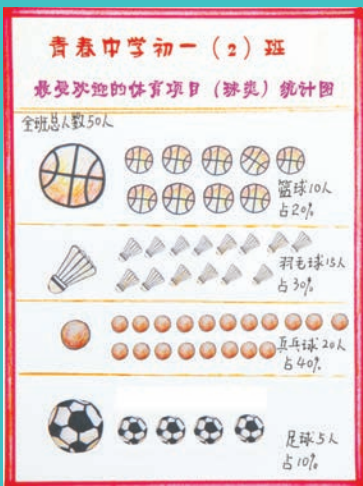 青春中学初一（2）班
最受欢迎的体育项目（球类）统计图
全班总人数50人
篮球10人
占20%
羽毛球15人
占30%
乒乓球20人
占40%
足球5人
占10%